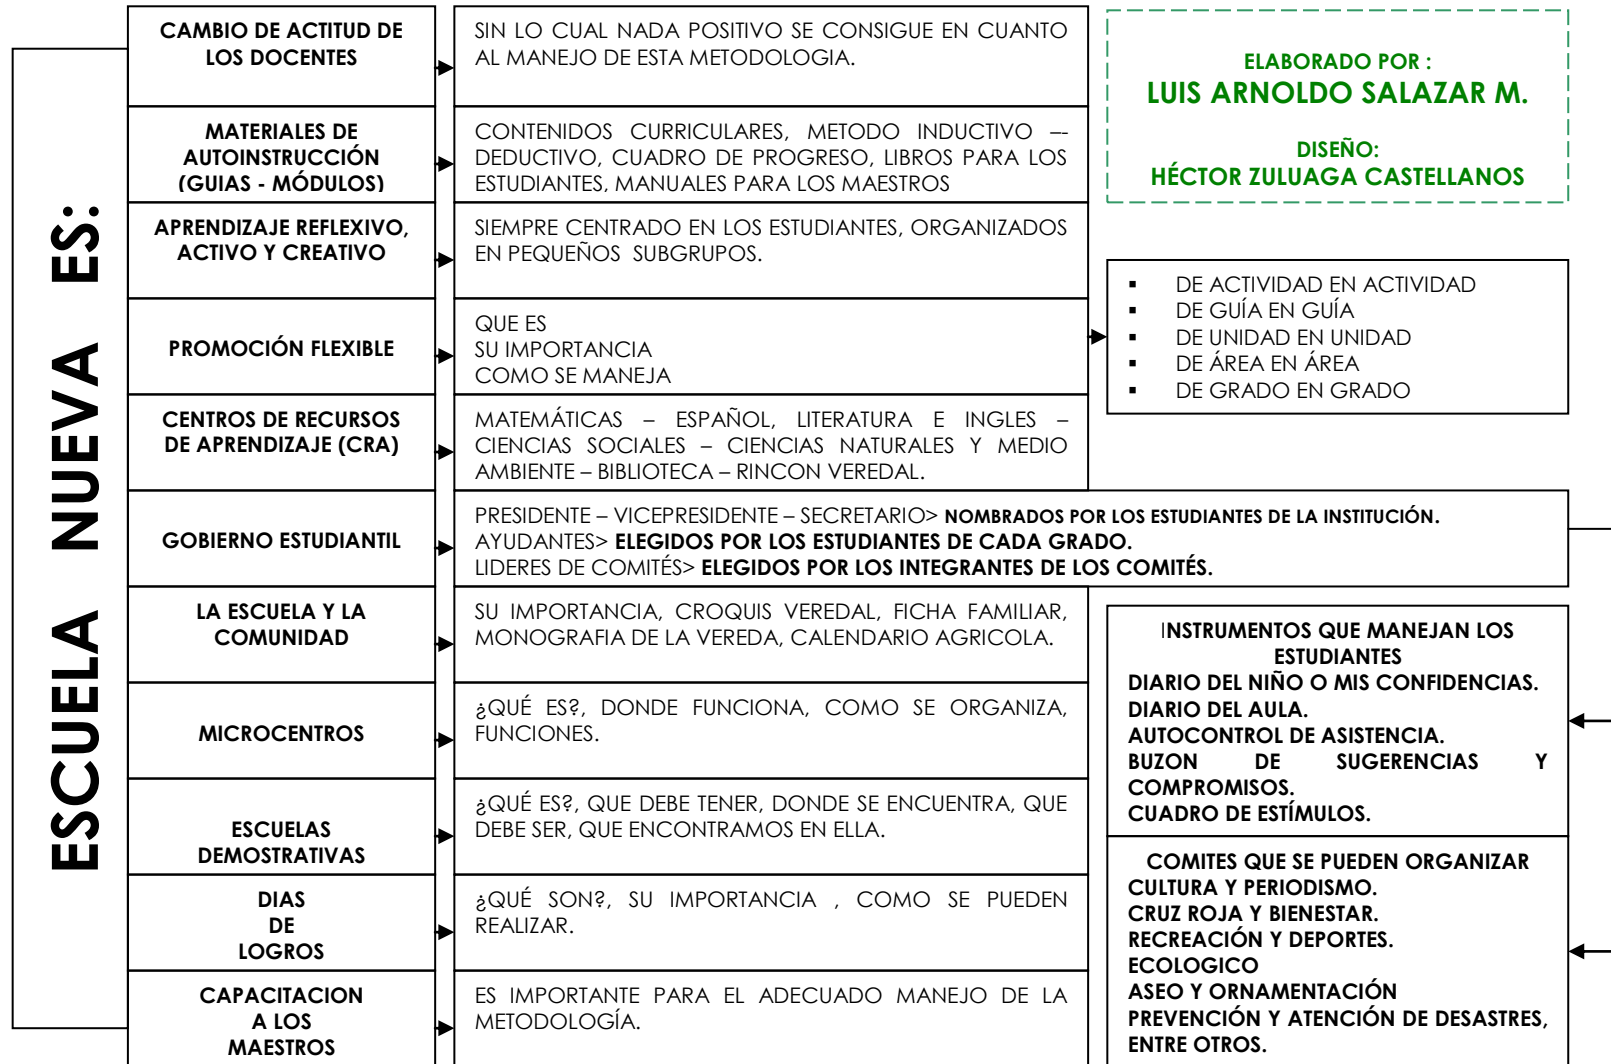 ESCUELA NUEVA ES:
CAMBIO DE ACTITUD DE
LOS DOCENTES
SIN LO CUAL NADA POSITIVO SE CONSIGUE EN CUANTO
AL MANEJO DE ESTA METODOLOGIA.
MATERIALES DE
AUTOINSTRUCCIÓN
(GUIAS - MÓDULOS)
CONTENIDOS CURRICULARES, METODO INDUCTIVO –-
DEDUCTIVO, CUADRO DE PROGRESO, LIBROS PARA LOS
ESTUDIANTES, MANUALES PARA LOS MAESTROS
APRENDIZAJE REFLEXIVO,
ACTIVO Y CREATIVO
SIEMPRE CENTRADO EN LOS ESTUDIANTES, ORGANIZADOS
EN PEQUEÑOS SUBGRUPOS.
PROMOCIÓN FLEXIBLE
QUE ES
SU IMPORTANCIA
COMO SE MANEJA
CENTROS DE RECURSOS
DE APRENDIZAJE (CRA)
MATEMÁTICAS – ESPAÑOL, LITERATURA E INGLES –
CIENCIAS SOCIALES – CIENCIAS NATURALES Y MEDIO
AMBIENTE – BIBLIOTECA – RINCON VEREDAL.
GOBIERNO ESTUDIANTIL
PRESIDENTE – VICEPRESIDENTE – SECRETARIO> NOMBRADOS POR LOS ESTUDIANTES DE LA INSTITUCIÓN.
AYUDANTES> ELEGIDOS POR LOS ESTUDIANTES DE CADA GRADO.
LIDERES DE COMITÉS> ELEGIDOS POR LOS INTEGRANTES DE LOS COMITÉS.
LA ESCUELA Y LA
COMUNIDAD
SU IMPORTANCIA, CROQUIS VEREDAL, FICHA FAMILIAR,
MONOGRAFIA DE LA VEREDA, CALENDARIO AGRICOLA.
MICROCENTROS
¿QUÉ ES?, DONDE FUNCIONA, COMO SE ORGANIZA,
FUNCIONES.
ESCUELAS
DEMOSTRATIVAS
¿QUÉ ES?, QUE DEBE TENER, DONDE SE ENCUENTRA, QUE
DEBE SER, QUE ENCONTRAMOS EN ELLA.
DIAS
DE
LOGROS
¿QUÉ SON?, SU IMPORTANCIA , COMO SE PUEDEN
REALIZAR.
CAPACITACION
A LOS
MAESTROS
ES IMPORTANTE PARA EL ADECUADO MANEJO DE LA
METODOLOGÍA.
ELABORADO POR :
LUIS ARNOLDO SALAZAR M.
DISEÑO:
HÉCTOR ZULUAGA CASTELLANOS
▪ DE ACTIVIDAD EN ACTIVIDAD
▪ DE GUÍA EN GUÍA
▪ DE UNIDAD EN UNIDAD
▪ DE ÁREA EN ÁREA
▪ DE GRADO EN GRADO
INSTRUMENTOS QUE MANEJAN LOS
ESTUDIANTES
DIARIO DEL NIÑO O MIS CONFIDENCIAS.
DIARIO DEL AULA.
AUTOCONTROL DE ASISTENCIA.
BUZON DE SUGERENCIAS Y
COMPROMISOS.
CUADRO DE ESTÍMULOS.
COMITES QUE SE PUEDEN ORGANIZAR
CULTURA Y PERIODISMO.
CRUZ ROJA Y BIENESTAR.
RECREACIÓN Y DEPORTES.
ECOLOGICO
ASEO Y ORNAMENTACIÓN
PREVENCIÓN Y ATENCIÓN DE DESASTRES,
ENTRE OTROS.